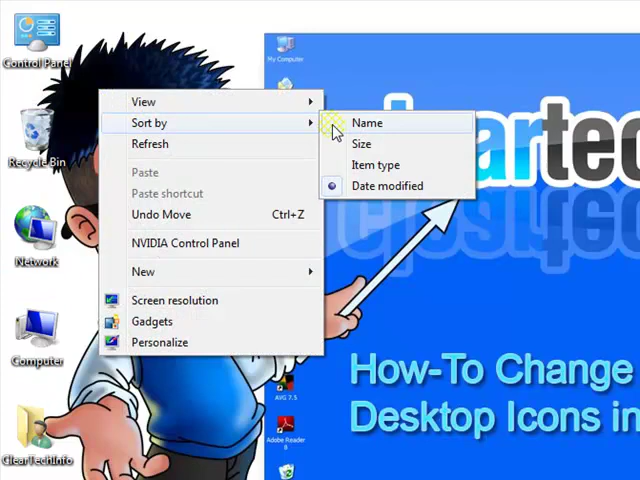 Control Panel
Recycle Bin
Network
Computer
ClearTechInfo
View
Sort by
Refresh
Paste
Paste shortcut
Undo Move Ctrl+Z
NVIDIA Control Panel
New
Screen resolution
Gadgets
Personalize
Name
Size
Item type
Date modified
My Computer
cleartec
How-To Change
Desktop Icons in
AVG 7.5
Adobe Reader
8